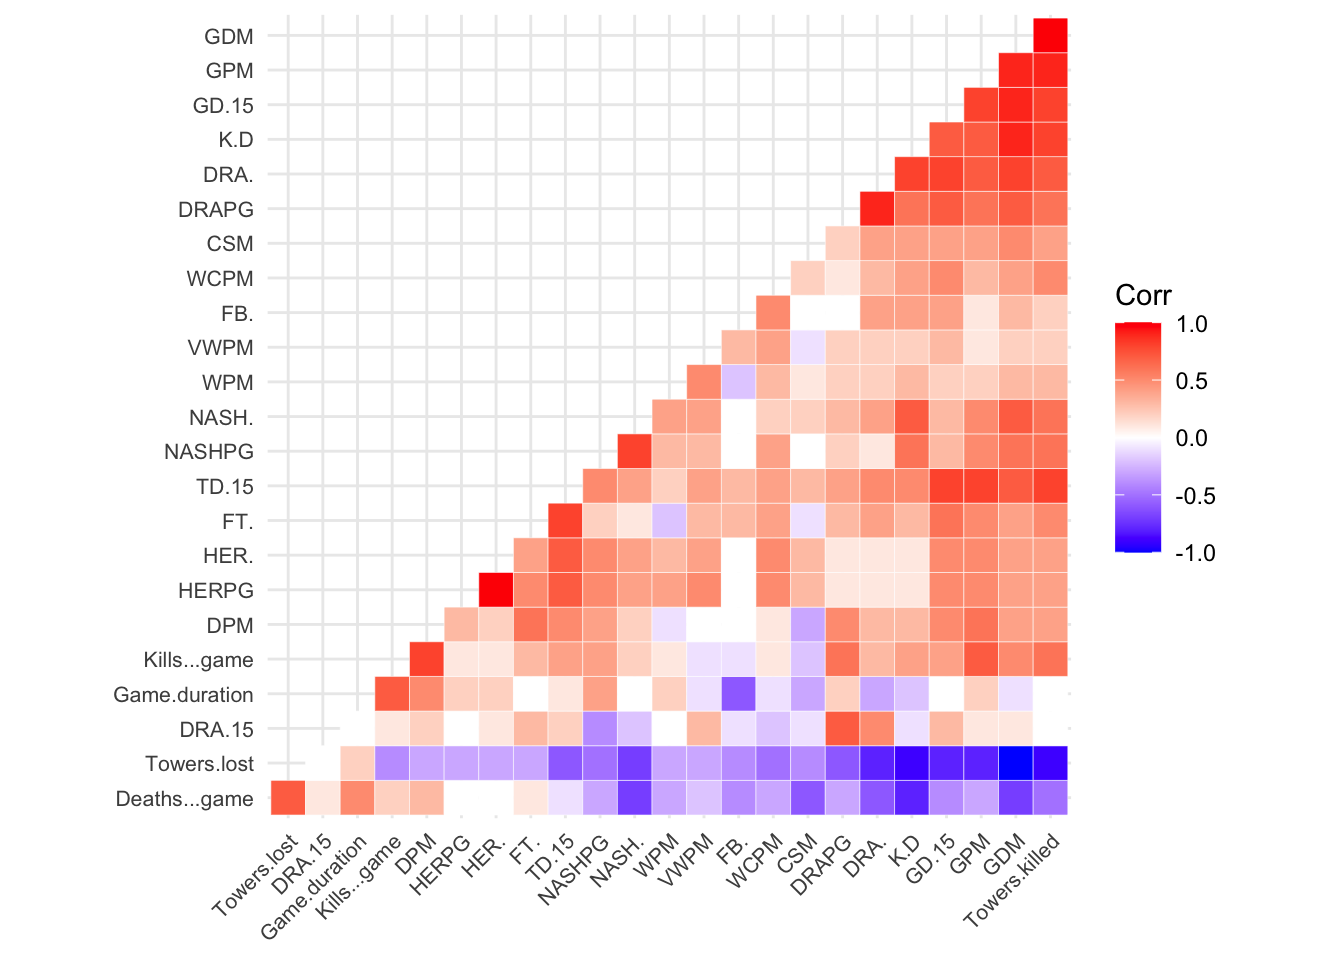 GDM
GPM
GD.15
K.D
DRA.
DRAPG
CSM
WCPM
FB.
VWPM
WPM
NASH.
NASHPG
TD.15
FT.
HER.
HERPG
DPM
Kills...game
Game.duration
DRA.15
Towers.lost
Deaths...game
Towers.lost
DRA.15
Game.duration
Kills...game
DPM
HERPG
HER.
FT.
TD.15
NASHPG
NASH.
WPM
VWPM
FB.
WCPM
CSM
DRAPG
DRA.
K.D
GD.15
GPM
GDM
Towers.killed
Corr
1.0
0.5
0.0
-0.5
-1.0